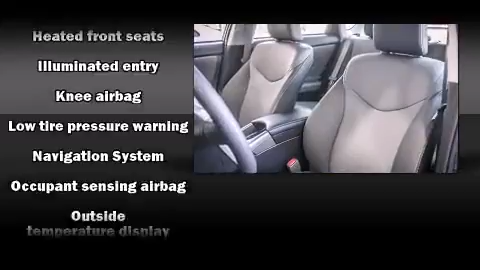 Heated front seats
Illuminated entry
Knee airbag
Low tire pressure warning
Navigation System
Occupant sensing airbag
Outside
temperature display